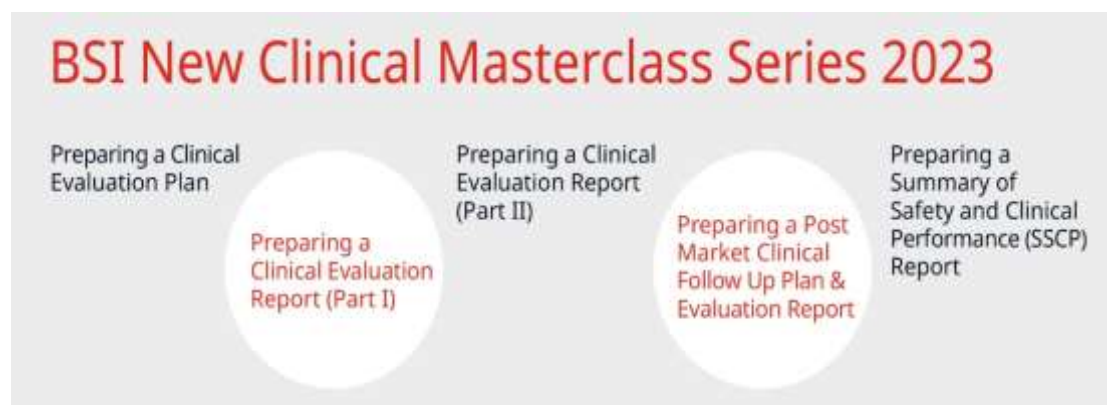 BSI New Clinical Masterclass Series 2023
Preparing a Clinical
Evaluation Plan
Preparing a
Clinical Evaluation
Report (Part I)
Preparing a Clinical
Evaluation Report
(Part II)
Preparing a Post
Market Clinical
Follow Up Plan &
Evaluation Report
Preparing a
Summary of
Safety and Clinical
Performance (SSCP)
Report